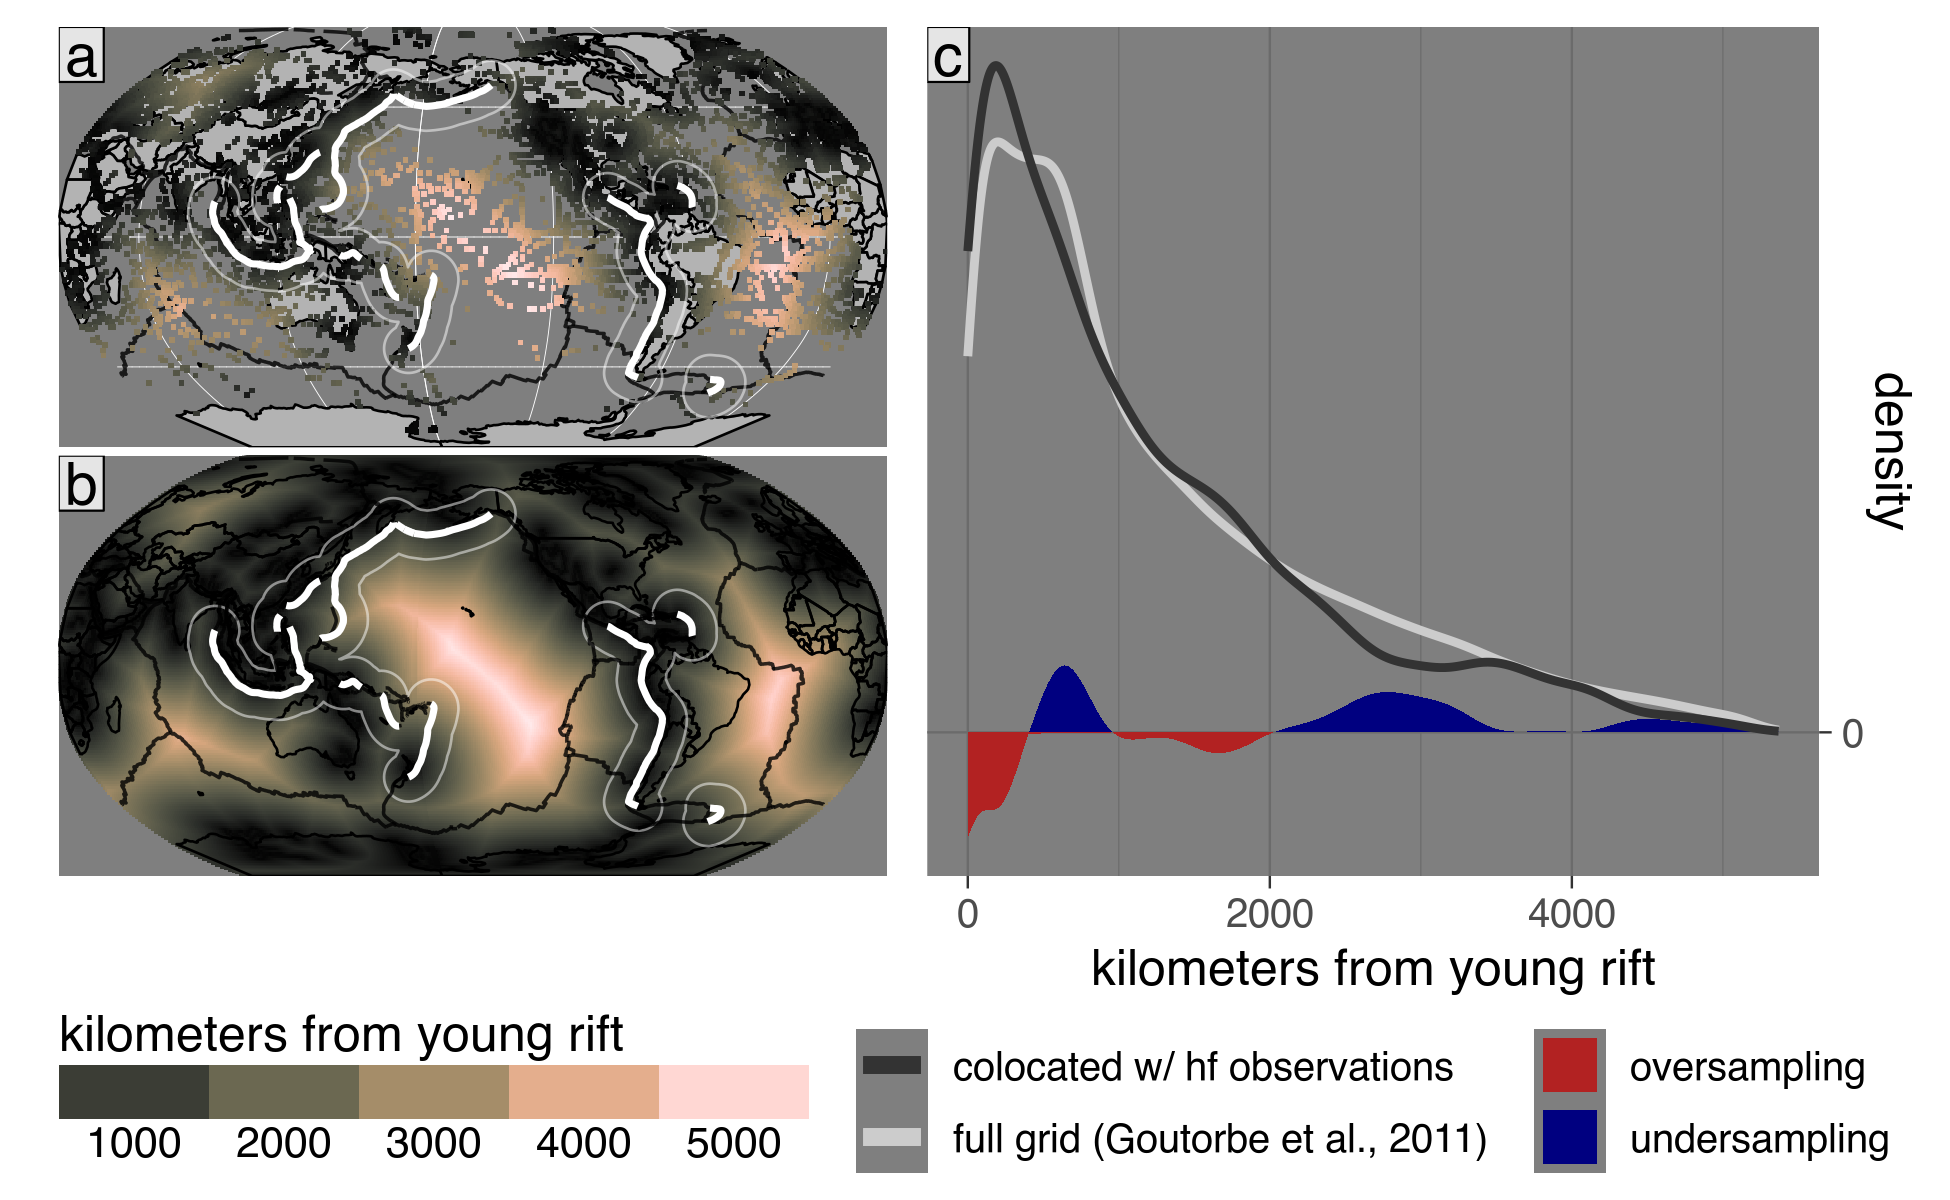 a
b
c
density
0
0 2000 4000
kilometers from young rift
kilometers from young rift
1000 2000 3000 4000 5000
colocated w/ hf observations
full grid (Goutorbe et al., 2011)
oversampling
undersampling